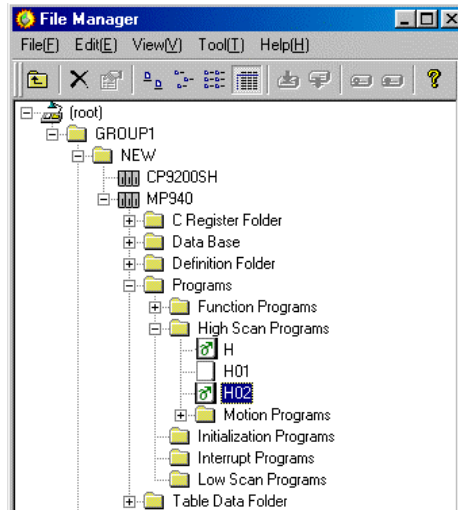 File Manager
File(F) Edit(E) View(V) Tool(T) Help(H)
(root)
GROUP1
NEW
CP9200SH
MP940
C Register Folder
Data Base
Definition Folder
Programs
Function Programs
High Scan Programs
H
H01
H02
Motion Programs
Initialization Programs
Interrupt Programs
Low Scan Programs
Table Data Folder